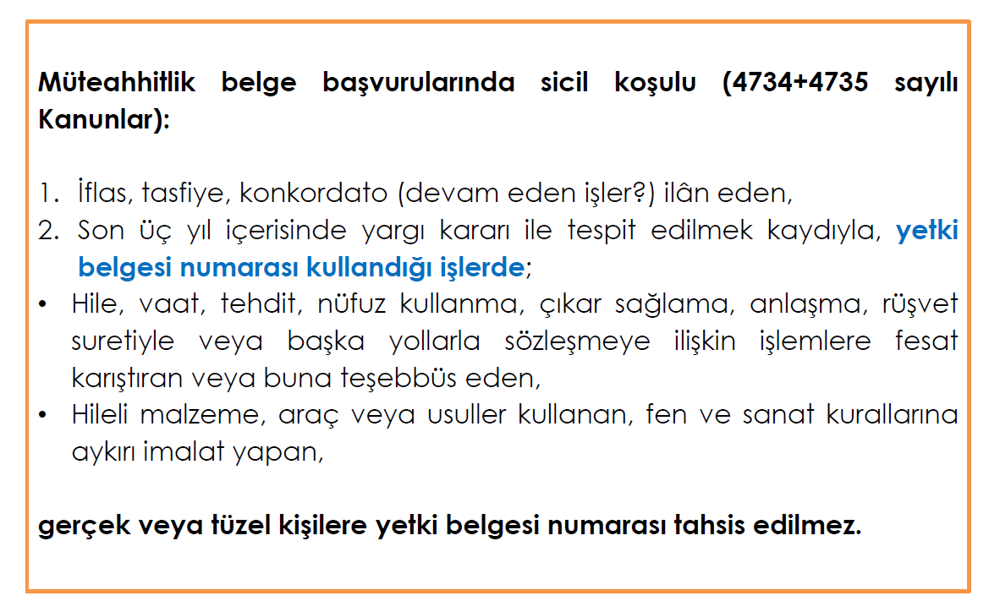 Müteahhitlik belge başvurularında sicil koşulu (4734+4735 sayılı
Kanunlar):
1. İflas, tasfiye, konkordato (devam eden işler?) ilân eden,
2. Son üç yıl içerisinde yargı kararı ile tespit edilmek kaydıyla, yetki
belgesi numarası kullandığı işlerde;
• Hile, vaat, tehdit, nüfuz kullanma, çıkar sağlama, anlaşma, rüşvet
suretiyle veya başka yollarla sözleşmeye ilişkin işlemlere fesat
karıştıran veya buna teşebbüs eden,
• Hileli malzeme, araç veya usuller kullanan, fen ve sanat kurallarına
aykırı imalat yapan,
gerçek veya tüzel kişilere yetki belgesi numarası tahsis edilmez.